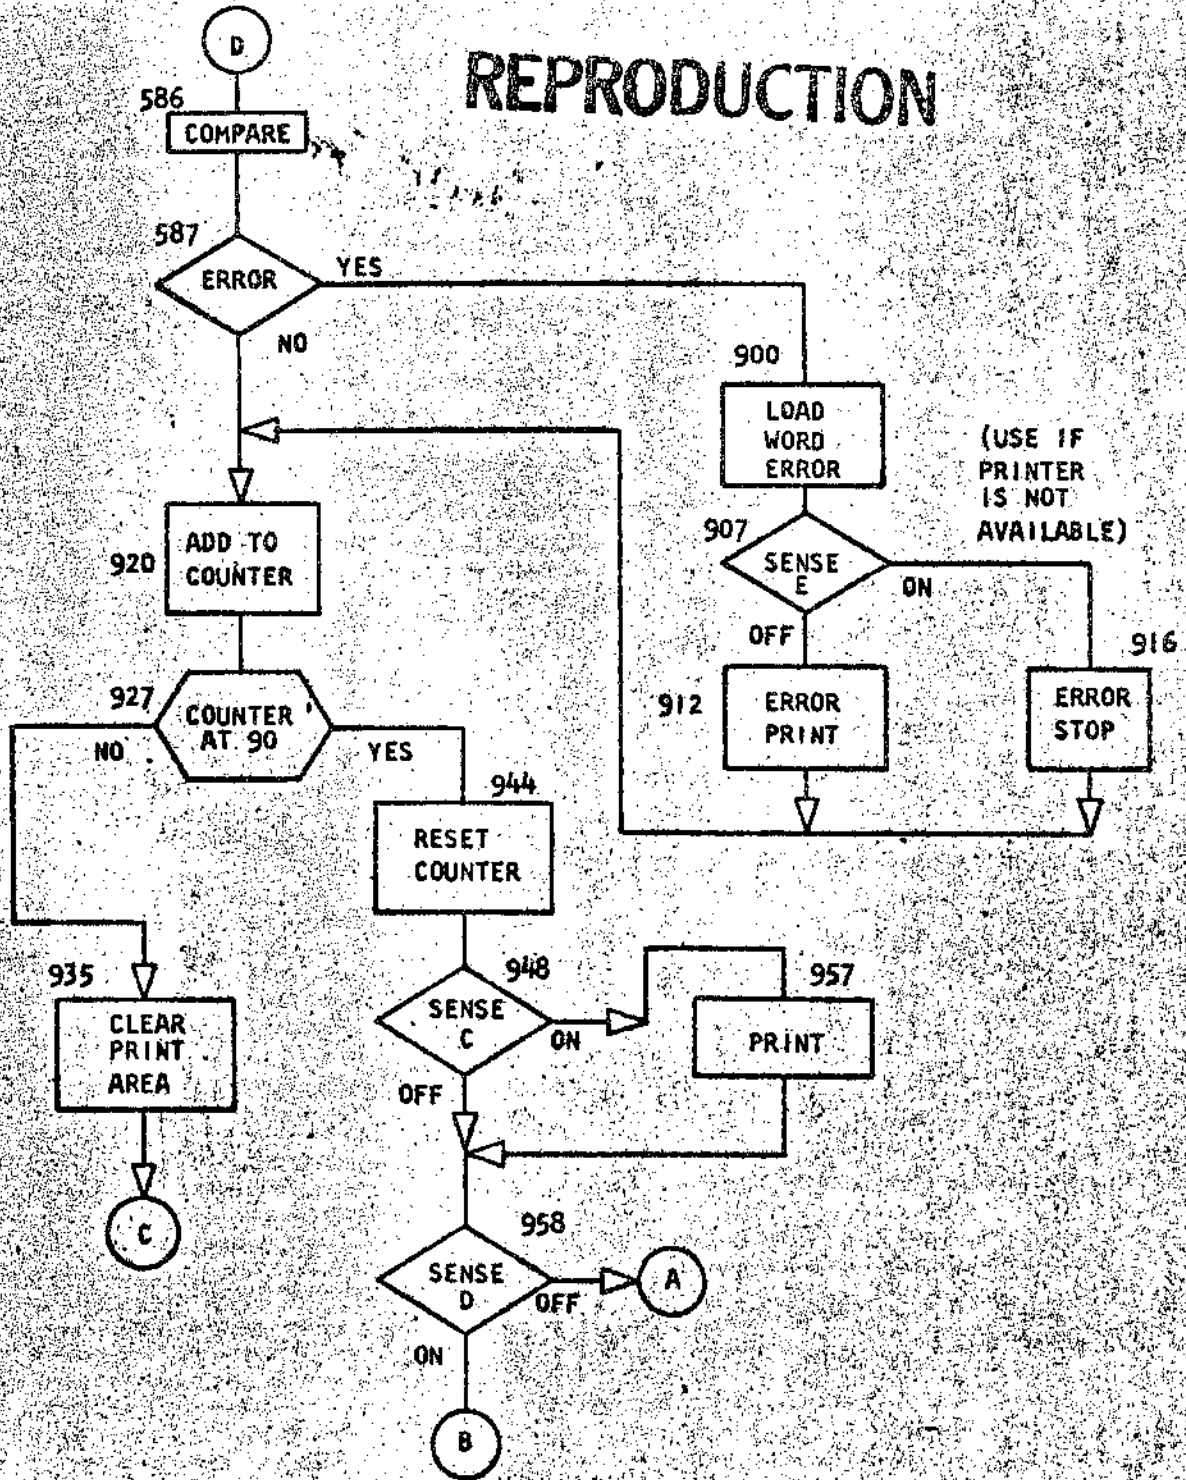 D
REPRODUCTION
586
COMPARE
587
ERROR
YES
NO
900
LOAD
WORD
ERROR
(USE IF
PRINTER
IS NOT
AVAILABLE)
907
SENSE
E
ON
OFF
920
ADD TO
COUNTER
916
ERROR
STOP
912
ERROR
PRINT
927
COUNTER
AT 90
NO
YES
944
RESET
COUNTER
935
CLEAR
PRINT
AREA
948
SENSE
C
ON
OFF
957
PRINT
C
958
SENSE
D
OFF
A
ON
B